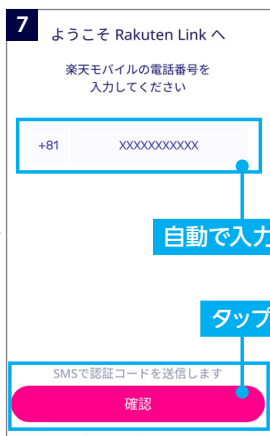 7
ようこそ Rakuten Link へ
楽天モバイルの電話番号を
入力してください
+81 XXXXXXXXXXX
自動で入力
タップ
SMSで認証コードを送信します
確認